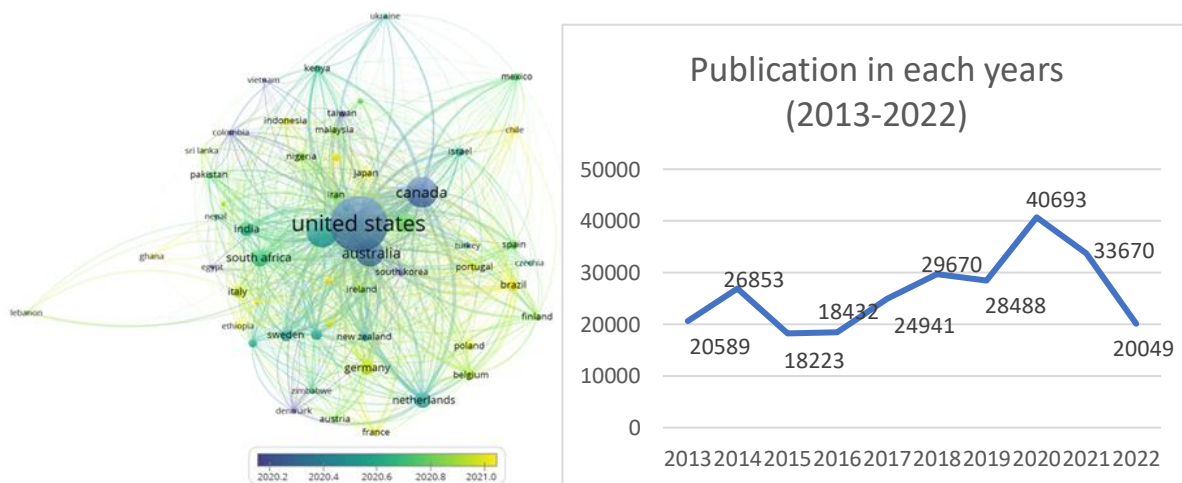 ukraine
kenya
vietnam
mexico
taiwan
indonesia
malaysia
colombia
chile
sri lanka
nigeria
israel
pakistan
japan
iran
canada
nepal
united states
india
australia
turkey
spain
ghana
south africa
egypt
south korea
portugal
czechia
italy
ireland
brazil
lebanon
finland
ethiopia
sweden
new zealand
poland
germany
belgium
zimbabwe
netherlands
denmark
austria
france
2020.2 2020.4 2020.6 2020.8 2021.0
Publication in each years
(2013-2022)
50000
40000
30000
20000
10000
0
20589
26853
18223
18432
24941
29670
28488
40693
33670
20049
2013 2014 2015 2016 2017 2018 2019 2020 2021 2022